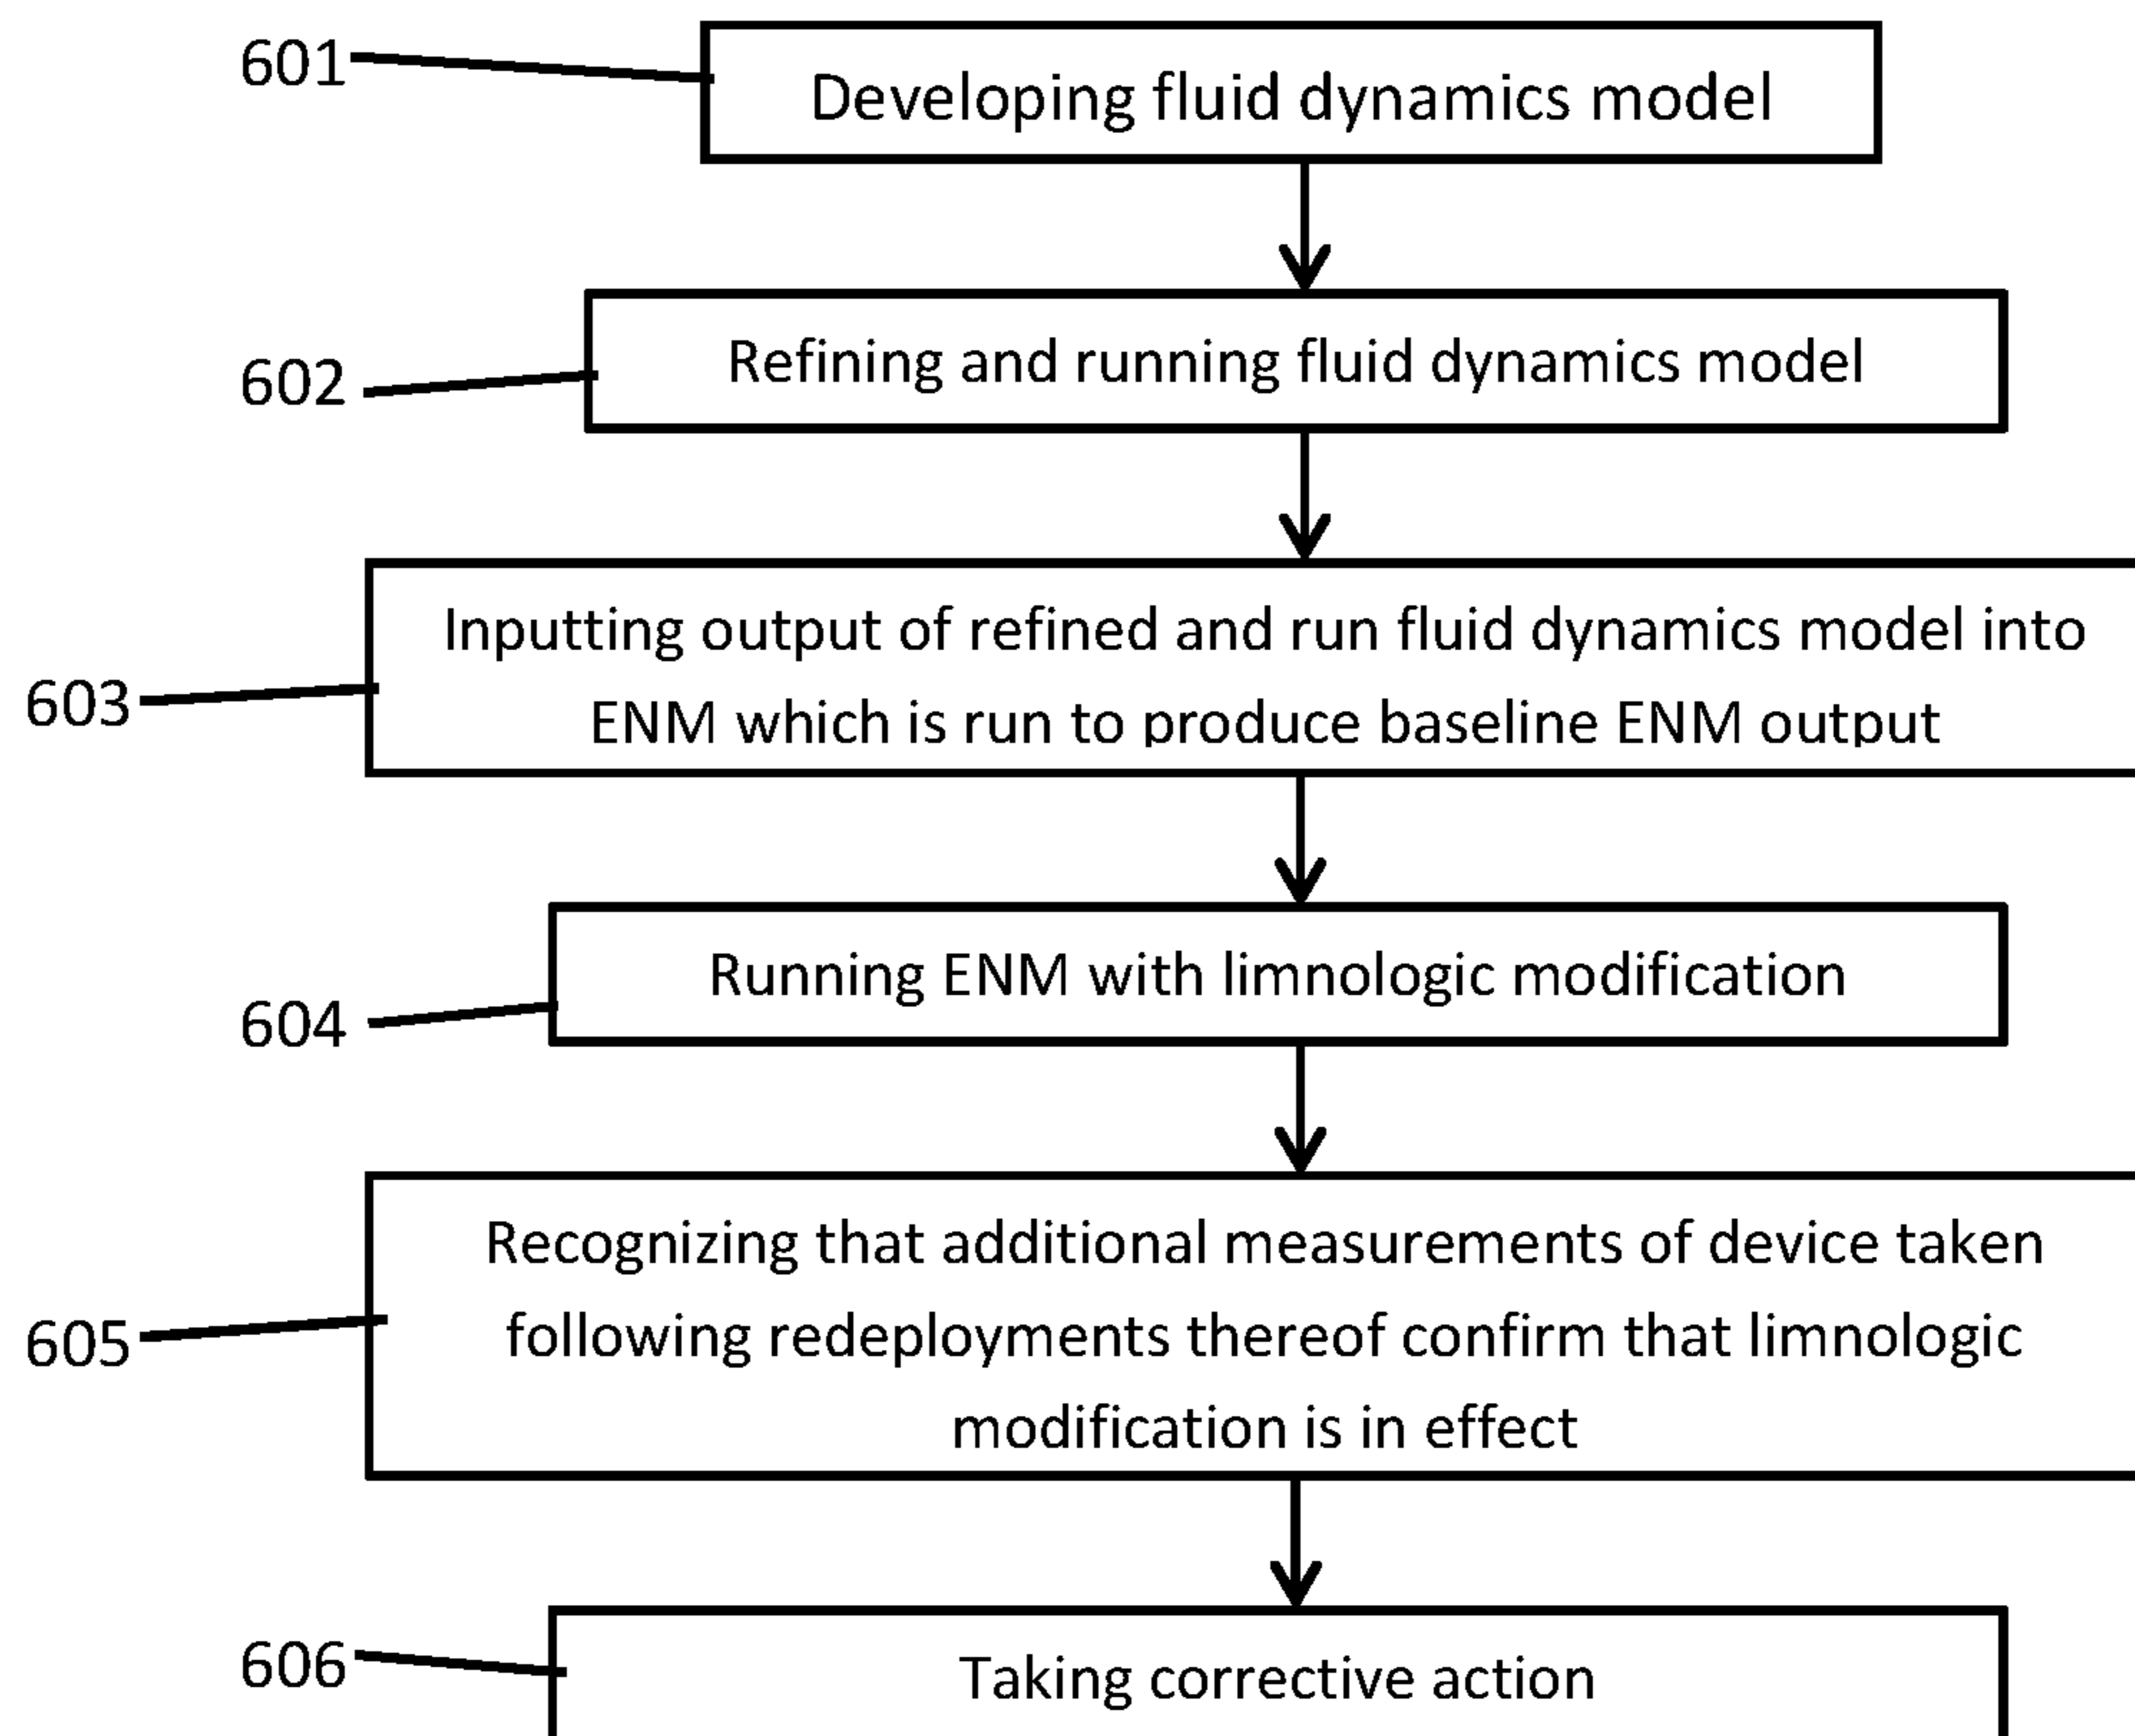 601
Developing fluid dynamics model
602
Refining and running fluid dynamics model
603
Inputting output of refined and run fluid dynamics model into
ENM which is run to produce baseline ENM output
604
Running ENM with limnologic modification
605
Recognizing that additional measurements of device taken
following redeployments thereof confirm that limnologic
modification is in effect
606
Taking corrective action